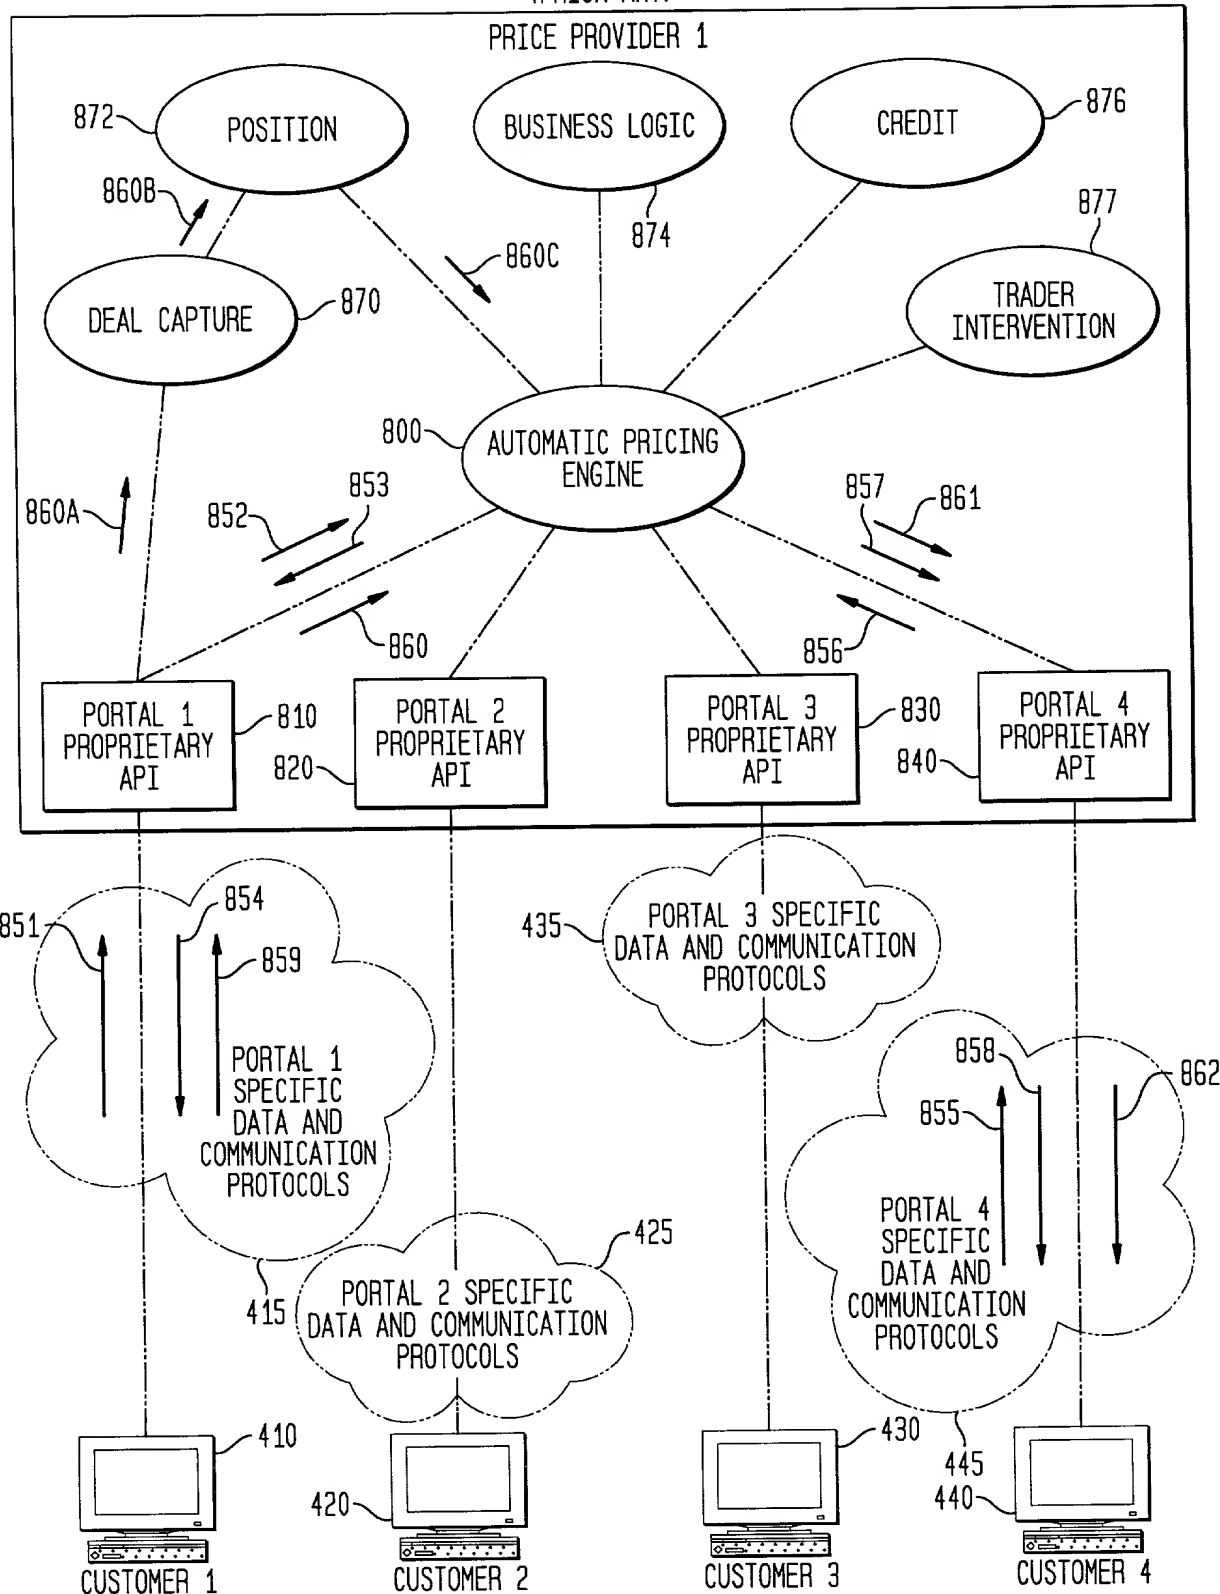 PRICE PROVIDER 1
872
POSITION
BUSINESS LOGIC
CREDIT
876
860B
874
877
860C
DEAL CAPTURE
870
TRADER
INTERVENTION
800
AUTOMATIC PRICING
ENGINE
860A
852
853
857
861
860
856
PORTAL 1
PROPRIETARY
API
810
820
PORTAL 2
PROPRIETARY
API
PORTAL 3
PROPRIETARY
API
830
840
PORTAL 4
PROPRIETARY
API
851
854
859
PORTAL 1
SPECIFIC
DATA AND
COMMUNICATION
PROTOCOLS
415
435
PORTAL 3 SPECIFIC
DATA AND COMMUNICATION
PROTOCOLS
858
862
855
PORTAL 4
SPECIFIC
DATA AND
COMMUNICATION
PROTOCOLS
445
425
PORTAL 2 SPECIFIC
DATA AND COMMUNICATION
PROTOCOLS
410
420
430
440
CUSTOMER 1
CUSTOMER 2
CUSTOMER 3
CUSTOMER 4